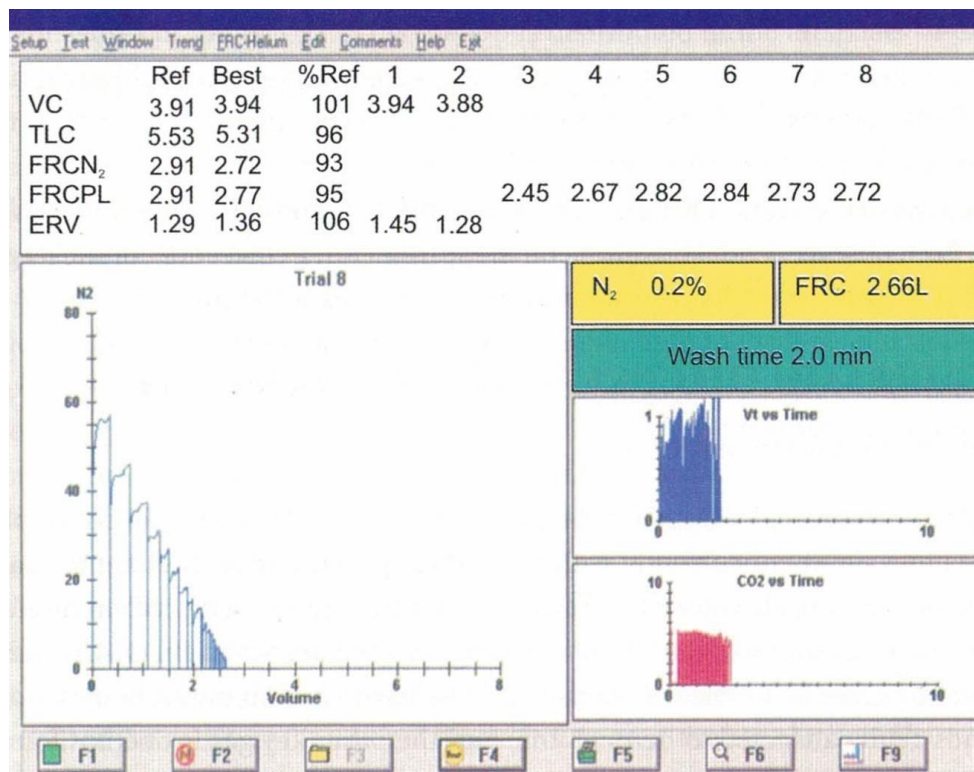 Setup Test Window Trend FRC-Helium Edit Comments Help Exit
Ref Best %Ref 1 2 3 4 5 6 7 8
VC 3.91 3.94 101 3.94 3.88
TLC 5.53 5.31 96
FRCN₂ 2.91 2.72 93
FRCPL 2.91 2.77 95 2.45 2.67 2.82 2.84 2.73 2.72
ERV 1.29 1.36 106 1.45 1.28
Trial 8
N2
80
60
40
20
0
0 2 4 6 8
Volume
N₂ 0.2% FRC 2.66L
Wash time 2.0 min
Vt vs Time
1
0
0 10
CO2 vs Time
10
0
0 10
F1 F2 F3 F4 F5 F6 F9